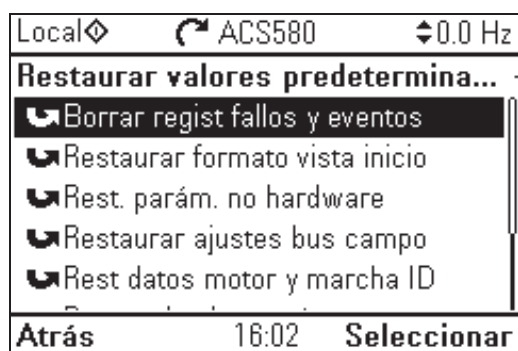 Local ACS580 0.0 Hz
Restaurar valores predetermina...
Borrar regist fallos y eventos
Restaurar formato vista inicio
Rest. parám. no hardware
Restaurar ajustes bus campo
Rest datos motor y marcha ID
Atrás 16:02 Seleccionar